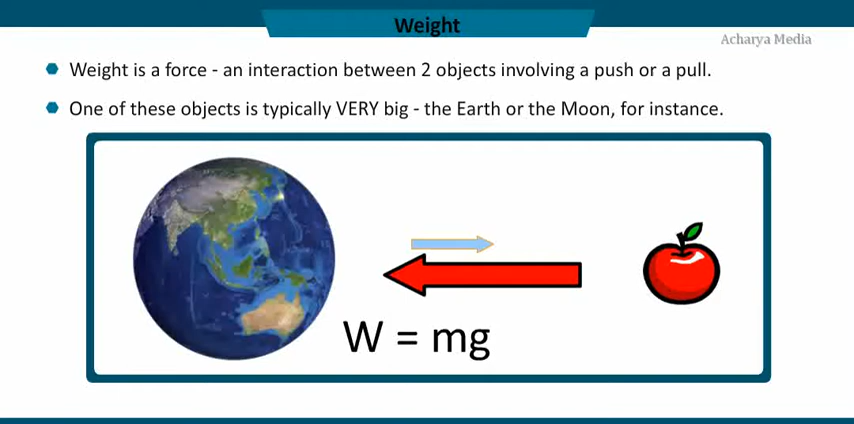 Weight
Acharya Media
Weight is a force - an interaction between 2 objects involving a push or a pull.
One of these objects is typically VERY big - the Earth or the Moon, for instance.
W = mg